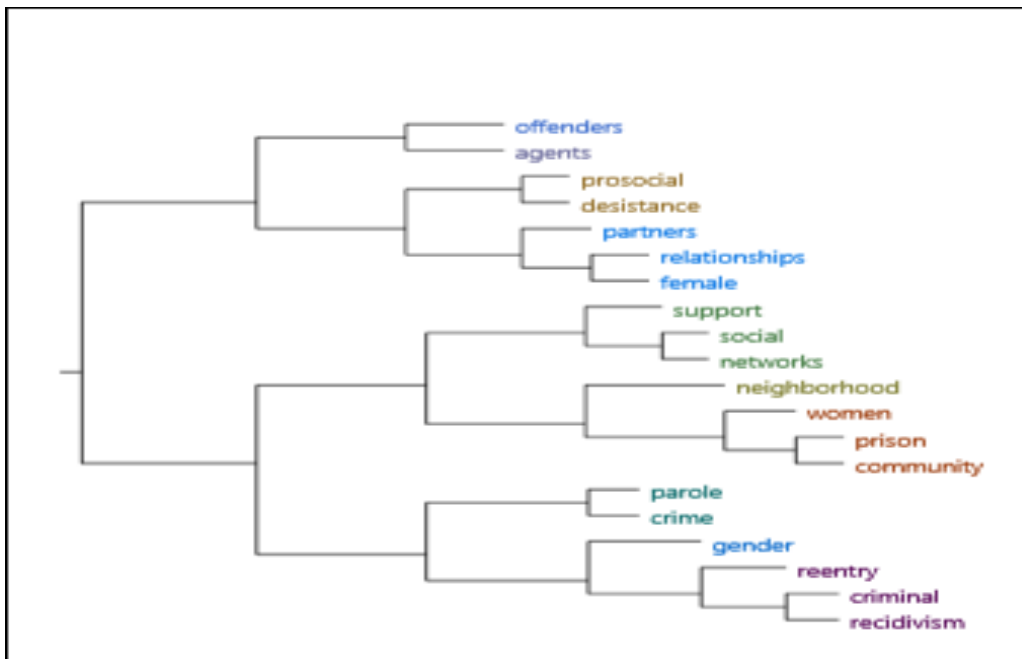 offenders
agents
prosocial
desistance
partners
relationships
female
support
social
networks
neighborhood
women
prison
community
parole
crime
gender
reentry
criminal
recidivism